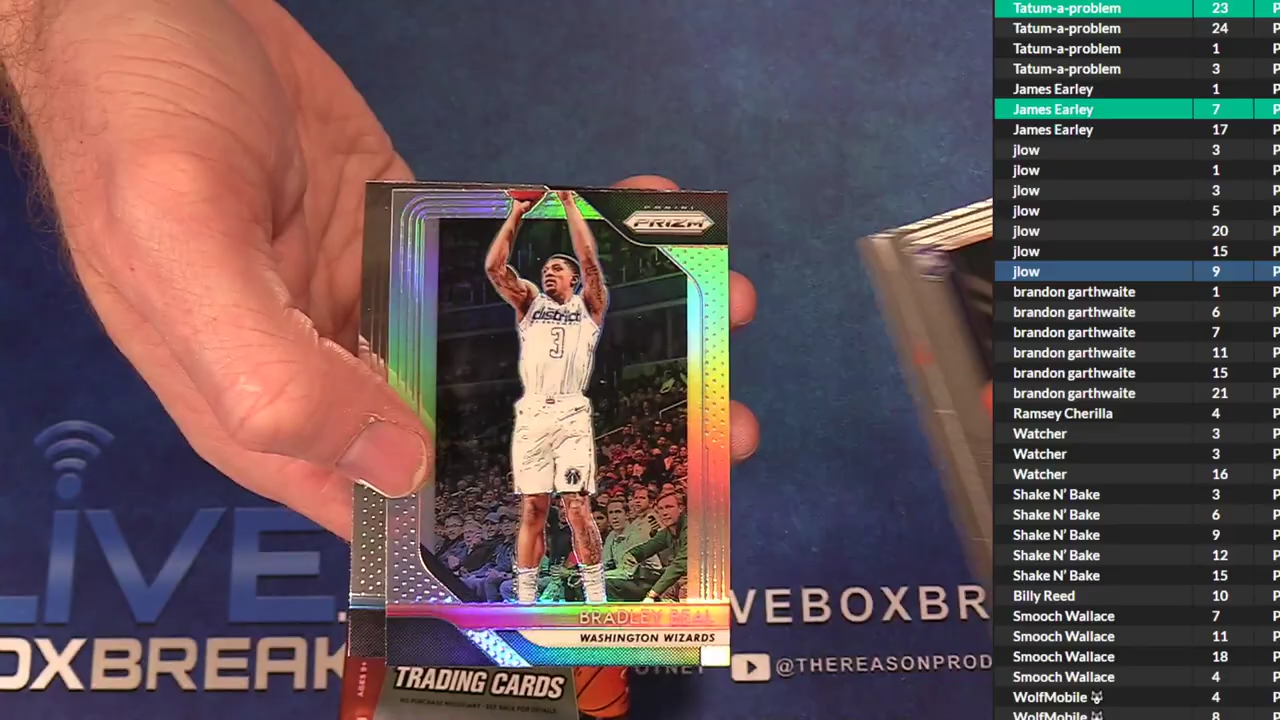 PANINI
PRIZM
district
3
BRADLEY BEAL
WASHINGTON WIZARDS
TRADING CARDS
AGES 9+
LIVE
OXBREAK
VEBOXBR
@THEREASONPROD
Tatum-a-problem 23 P
Tatum-a-problem 24 P
Tatum-a-problem 1 P
Tatum-a-problem 3 P
James Earley 1 P
James Earley 7 P
James Earley 17 P
jlow 3 P
jlow 1 P
jlow 3 P
jlow 5 P
jlow 20 P
jlow 15 P
jlow 9 P
brandon garthwaite 1 P
brandon garthwaite 6 P
brandon garthwaite 7 P
brandon garthwaite 11 P
brandon garthwaite 15 P
brandon garthwaite 21 P
Ramsey Cherilla 4 P
Watcher 3 P
Watcher 3 P
Watcher 16 P
Shake N' Bake 3 P
Shake N' Bake 6 P
Shake N' Bake 9 P
Shake N' Bake 12 P
Shake N' Bake 15 P
Billy Reed 10 P
Smooch Wallace 7 P
Smooch Wallace 11 P
Smooch Wallace 18 P
Smooch Wallace 4 P
WolfMobile 🐺 4 P
WolfMobile